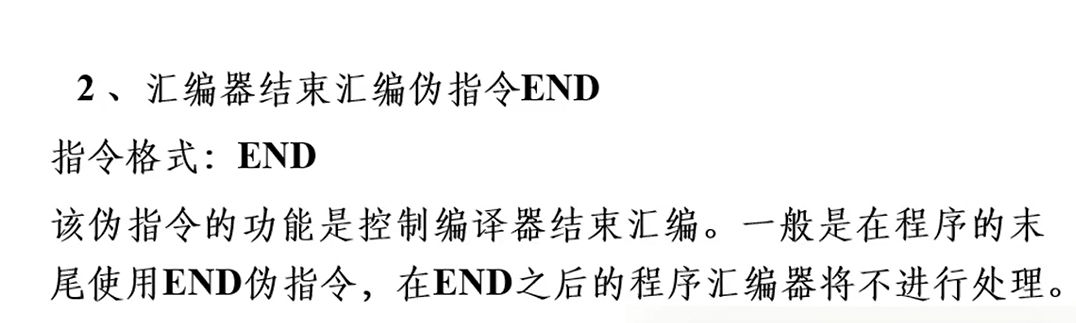 2、汇编器结束汇编伪指令END
指令格式：END
该伪指令的功能是控制编译器结束汇编。一般是在程序的末
尾使用END伪指令，在END之后的程序汇编器将不进行处理。